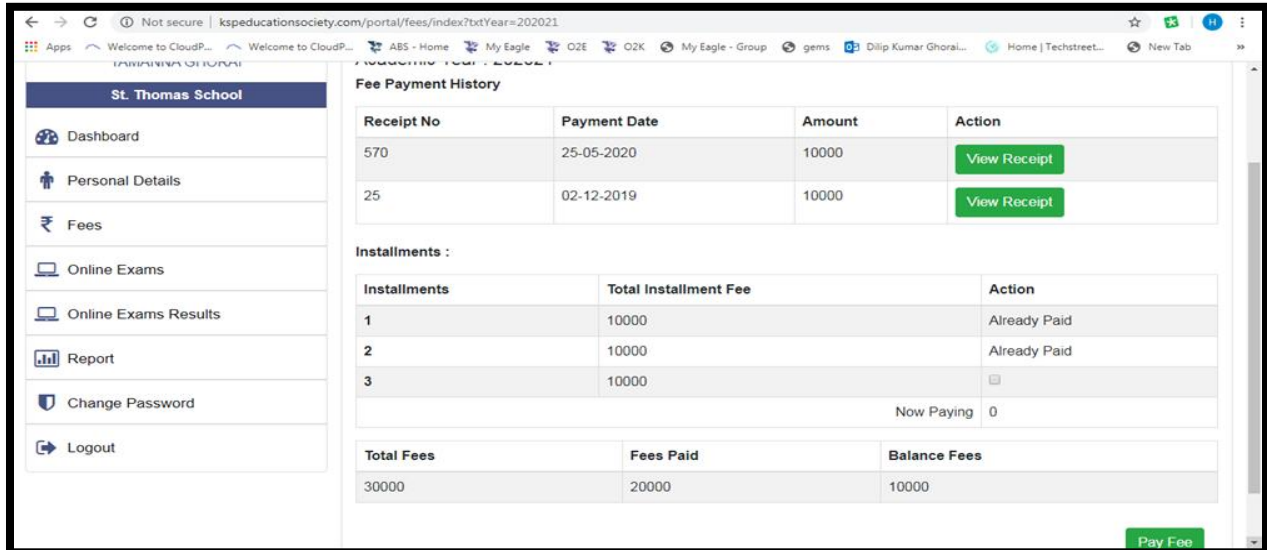 Not secure | kspeducationsociety.com/portal/fees/index?txtYear=202021
H
Apps Welcome to CloudP... Welcome to CloudP... ABS - Home My Eagle O2E O2K My Eagle - Group gems Dilip Kumar Ghorai... Home | Techstreet... New Tab »
TAMANNA GHORAI
Academic Year : 202021
St. Thomas School
Dashboard
Personal Details
₹ Fees
Online Exams
Online Exams Results
Report
Change Password
Logout
Fee Payment History
Receipt No Payment Date Amount Action
570 25-05-2020 10000 View Receipt
25 02-12-2019 10000 View Receipt
Installments :
Installments Total Installment Fee Action
1 10000 Already Paid
2 10000 Already Paid
3 10000
Now Paying 0
Total Fees Fees Paid Balance Fees
30000 20000 10000
Pay Fee